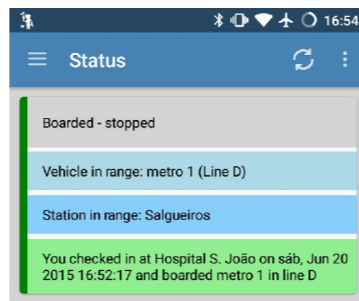 16:54
Status
Boarded - stopped
Vehicle in range: metro 1 (Line D)
Station in range: Salgueiros
You checked in at Hospital S. João on sáb, Jun 20
2015 16:52:17 and boarded metro 1 in line D